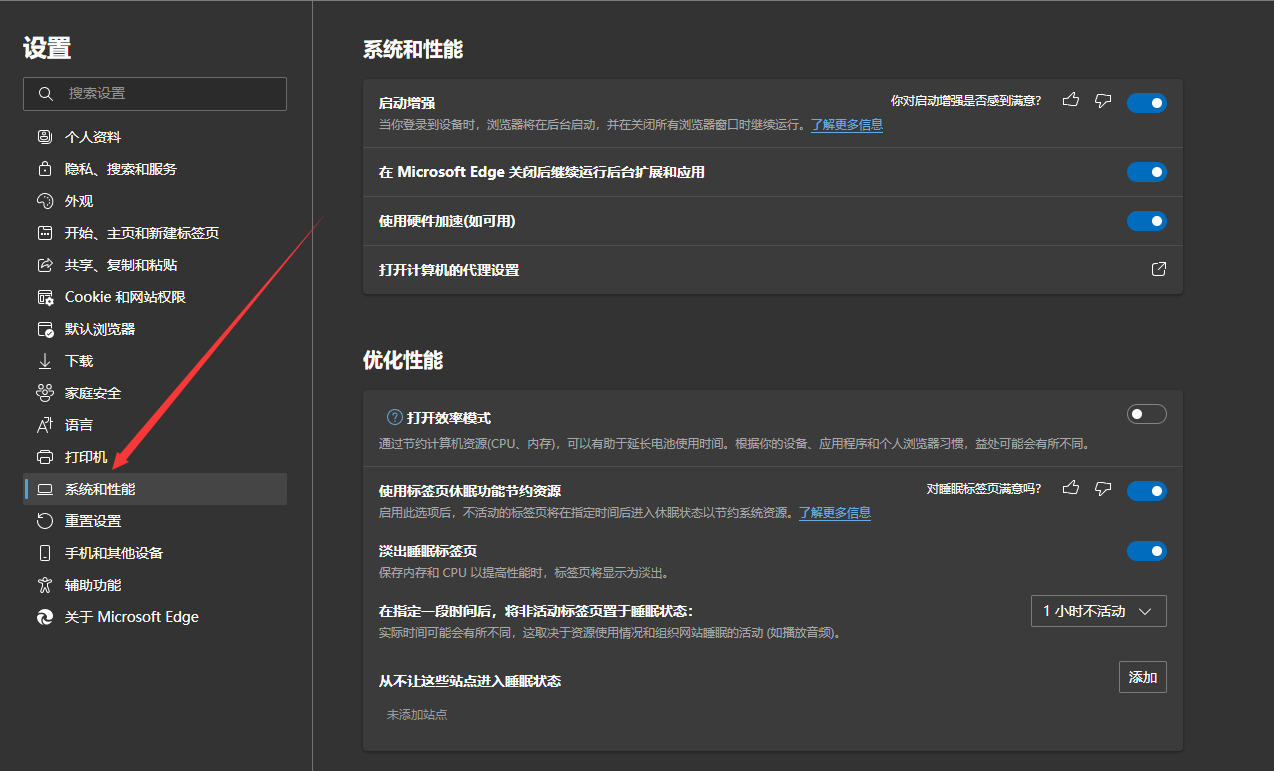 设置
搜索设置
个人资料
隐私、搜索和服务
外观
开始、主页和新建标签页
共享、复制和粘贴
Cookie 和网站权限
默认浏览器
下载
家庭安全
语言
打印机
系统和性能
重置设置
手机和其他设备
辅助功能
关于 Microsoft Edge
系统和性能
启动增强
你对启动增强是否感到满意?
当你登录到设备时，浏览器将在后台启动，并在关闭所有浏览器窗口时继续运行。了解更多信息
在 Microsoft Edge 关闭后继续运行后台扩展和应用
使用硬件加速(如可用)
打开计算机的代理设置
优化性能
打开效率模式
通过节约计算机资源(CPU、内存)，可以有助于延长电池使用时间。根据你的设备、应用程序和个人浏览器习惯，益处可能会有所不同。
使用标签页休眠功能节约资源
对睡眠标签页满意吗?
启用此选项后，不活动的标签页将在指定时间后进入休眠状态以节约系统资源。了解更多信息
淡出睡眠标签页
保存内存和 CPU 以提高性能时，标签页将显示为淡出。
在指定一段时间后，将非活动标签页置于睡眠状态:
1 小时不活动
实际时间可能会有所不同，这取决于资源使用情况和组织网站睡眠的活动 (如播放音频)。
从不让这些站点进入睡眠状态
添加
未添加站点